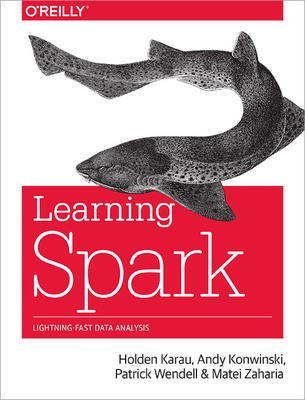 O'REILLY®
Learning
Spark
LIGHTNING-FAST DATA ANALYSIS
Holden Karau, Andy Konwinski,
Patrick Wendell & Matei Zaharia